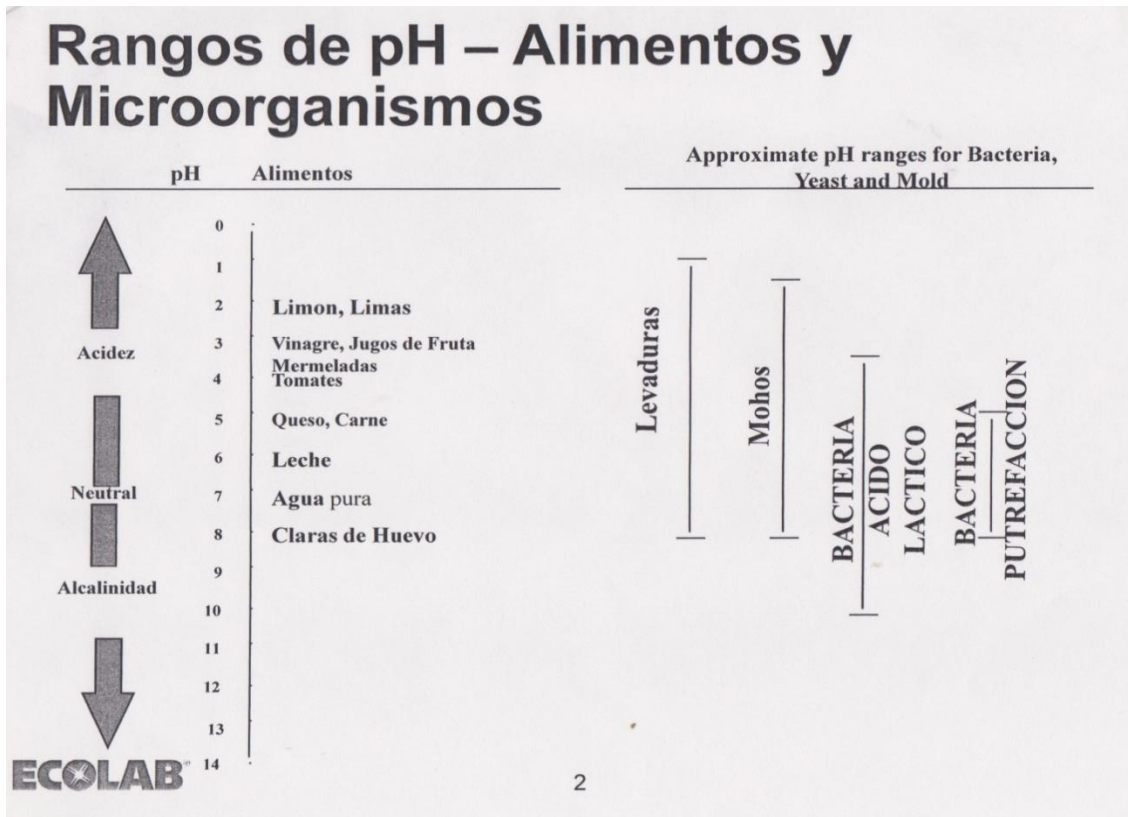 Rangos de pH – Alimentos y
Microorganismos
pH Alimentos
0
1
2 Limon, Limas
3 Vinagre, Jugos de Fruta
Mermeladas
4 Tomates
5 Queso, Carne
6 Leche
7 Agua pura
8 Claras de Huevo
9
10
11
12
13
14
Acidez
Neutral
Alcalinidad
Approximate pH ranges for Bacteria,
Yeast and Mold
Levaduras
Mohos
BACTERIA
ACIDO
LACTICO
BACTERIA
PUTREFACCION
ECOLAB
2